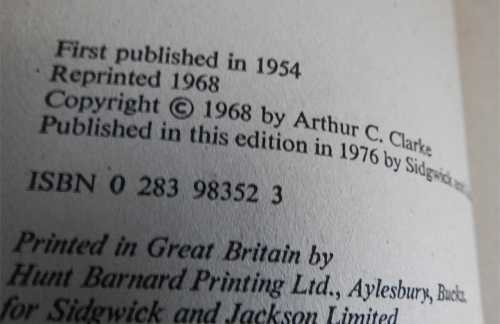 First published in 1954
Reprinted 1968
Copyright © 1968 by Arthur C. Clarke
Published in this edition in 1976 by Sidgwick and
ISBN 0 283 98352 3
Printed in Great Britain by
Hunt Barnard Printing Ltd., Aylesbury, Bucks.
for Sidgwick and Jackson Limited